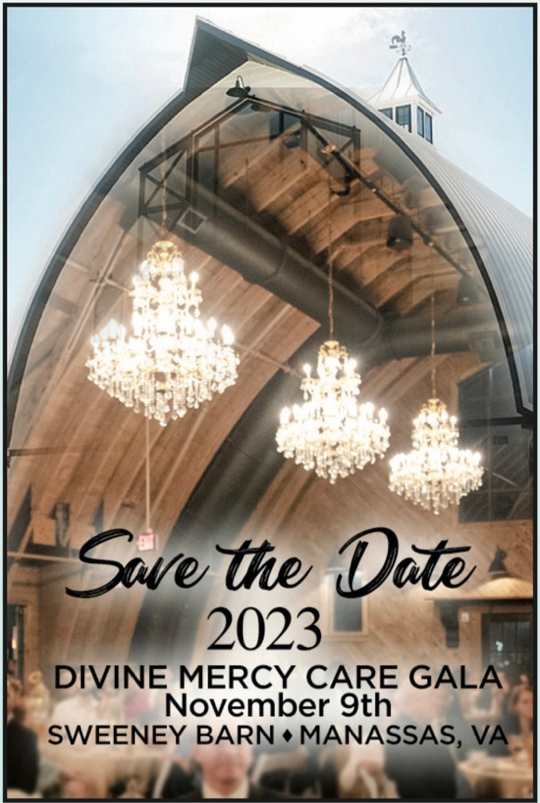 Save the Date
2023
DIVINE MERCY CARE GALA
November 9th
SWEENEY BARN ♦ MANASSAS, VA